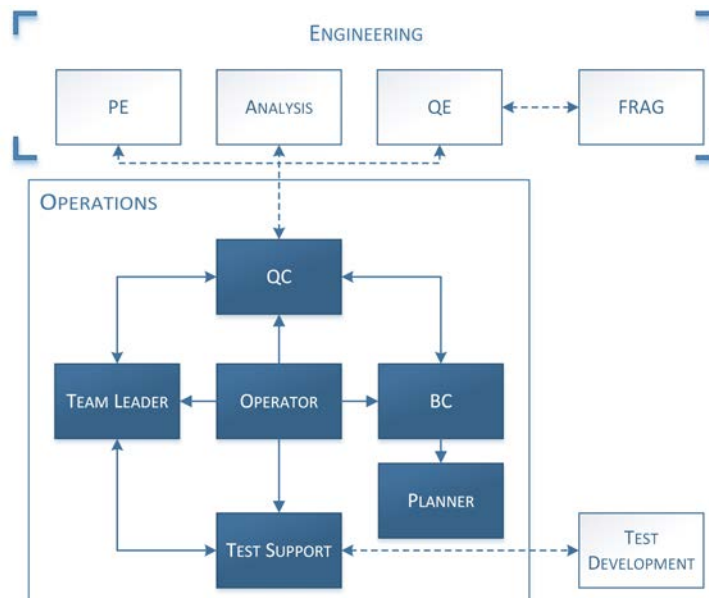 ENGINEERING
PE
ANALYSIS
QE
FRAG
OPERATIONS
QC
TEAM LEADER
OPERATOR
BC
PLANNER
TEST SUPPORT
TEST
DEVELOPMENT